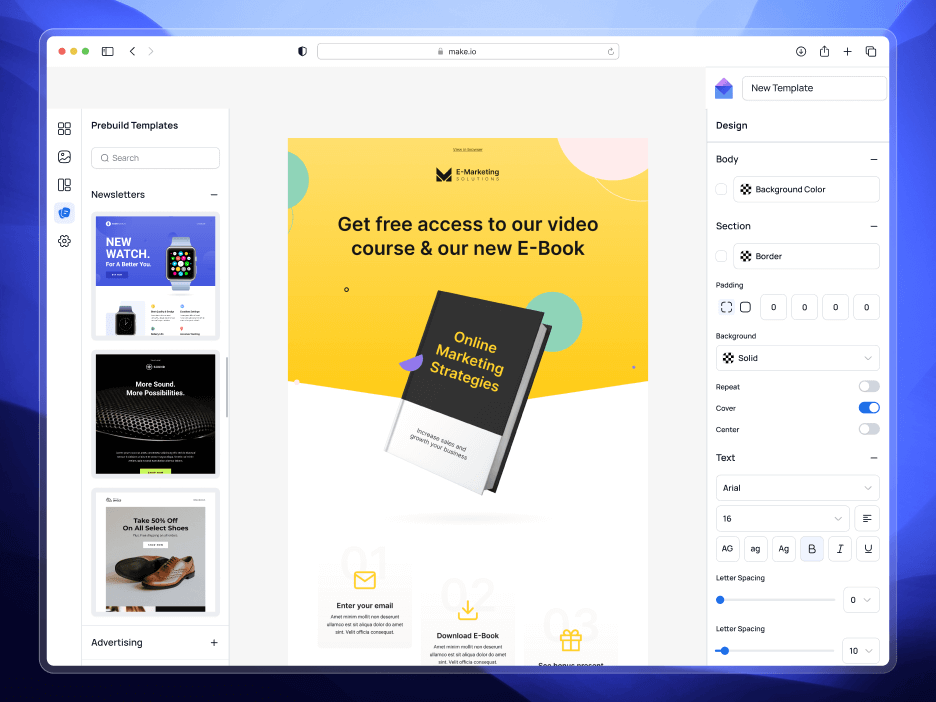 make.io
New Template
Prebuild Templates
Search
Newsletters
NEW
WATCH.
For A Better You.
More Sound.
More Possibilities.
Take 50% Off
On All Select Shoes
Advertising
View in browser
E-Marketing
SOLUTIONS
Get free access to our video
course & our new E-Book
Online
Marketing
Strategies
Increase sales and
growth your business
01
Enter your email
Amet minim mollit non deserunt
ullamco est sit aliqua dolor do amet
sint. Velit officia consequat.
02
Download E-Book
Amet minim mollit non deserunt
ullamco est sit aliqua dolor do amet
sint. Velit officia consequat.
03
See bonus present
Design
Body
Background Color
Section
Border
Padding
0 0 0 0
Background
Solid
Repeat
Cover
Center
Text
Arial
16
AG ag Ag B I U
Letter Spacing
0
Letter Spacing
10